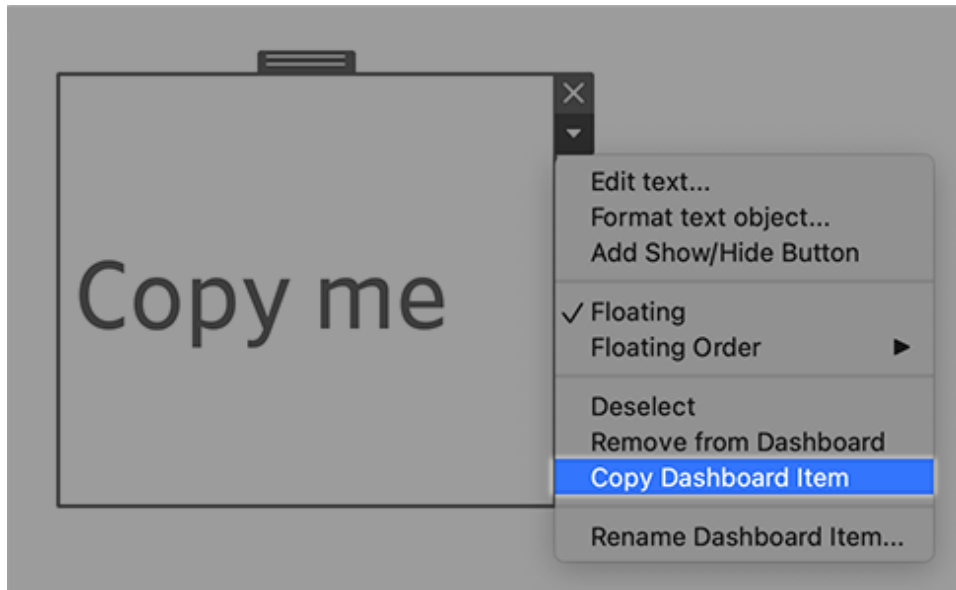 Copy me
Edit text...
Format text object...
Add Show/Hide Button
Floating
Floating Order
Deselect
Remove from Dashboard
Copy Dashboard Item
Rename Dashboard Item...